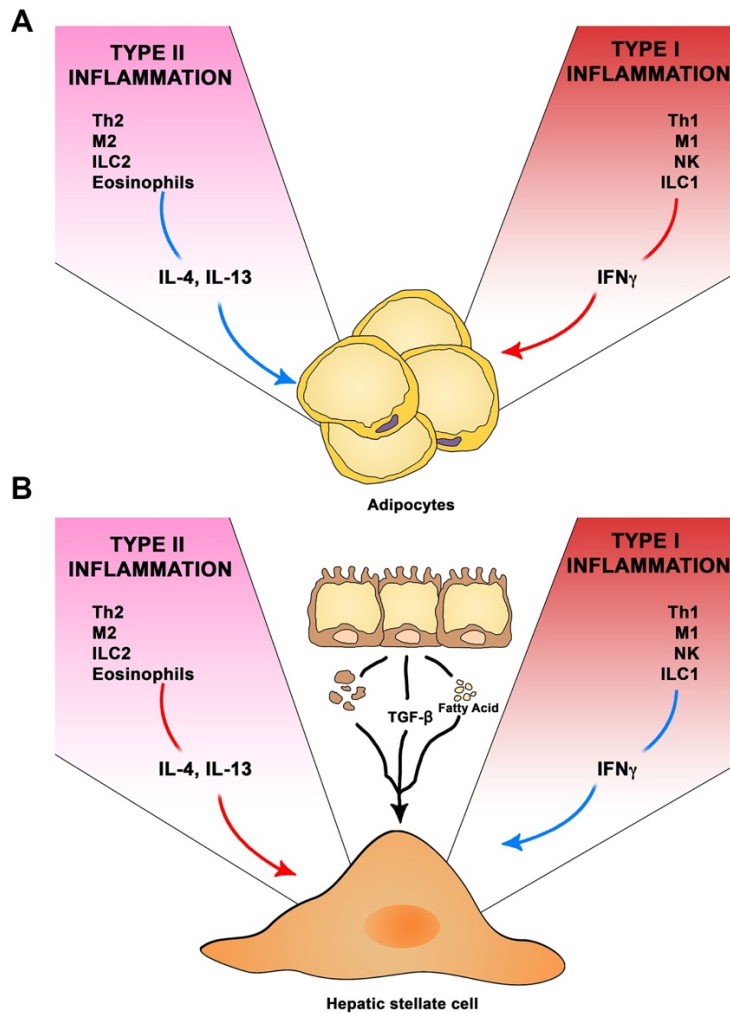 A
TYPE II
INFLAMMATION
Th2
M2
ILC2
Eosinophils
IL-4, IL-13
TYPE I
INFLAMMATION
Th1
M1
NK
ILC1
IFNγ
Adipocytes
B
TYPE II
INFLAMMATION
Th2
M2
ILC2
Eosinophils
IL-4, IL-13
TGF-β
Fatty Acid
TYPE I
INFLAMMATION
Th1
M1
NK
ILC1
IFNγ
Hepatic stellate cell